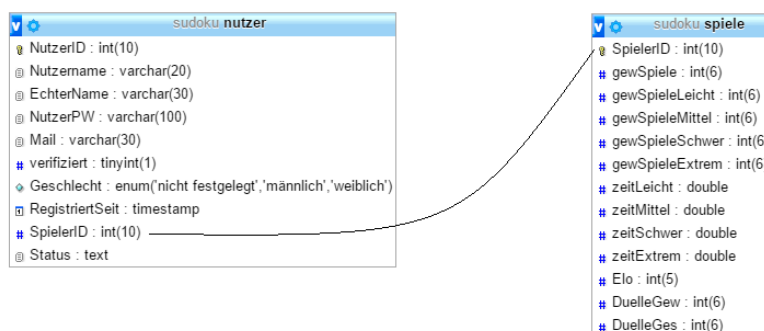 sudoku nutzer
NutzerID : int(10)
Nutzername : varchar(20)
EchterName : varchar(30)
NutzerPW : varchar(100)
Mail : varchar(30)
verifiziert : tinyint(1)
Geschlecht : enum('nicht festgelegt','männlich','weiblich')
RegistriertSeit : timestamp
SpielerID : int(10)
Status : text
sudoku spiele
SpielerID : int(10)
gewSpiele : int(6)
gewSpieleLeicht : int(6)
gewSpieleMittel : int(6)
gewSpieleSchwer : int(6
gewSpieleExtrem : int(6
zeitLeicht : double
zeitMittel : double
zeitSchwer : double
zeitExtrem : double
Elo : int(5)
DuelleGew : int(6)
DuelleGes : int(6)